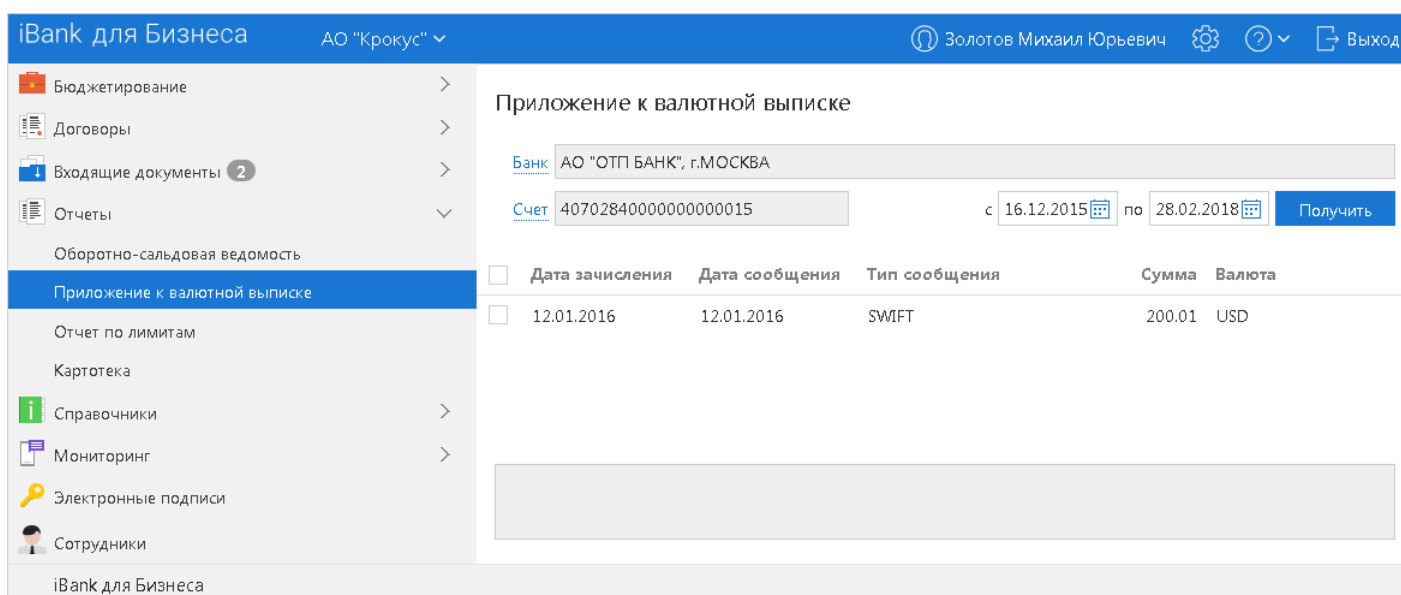 iBank для Бизнеса АО "Крокус" Золотов Михаил Юрьевич Выход
Бюджетирование
Договоры
Входящие документы 2
Отчеты
Оборотно-сальдовая ведомость
Приложение к валютной выписке
Отчет по лимитам
Картотека
Справочники
Мониторинг
Электронные подписи
Сотрудники
iBank для Бизнеса
Приложение к валютной выписке
Банк АО "ОТП БАНК", г.МОСКВА
Счет 40702840000000000015 с 16.12.2015 по 28.02.2018 Получить
Дата зачисления Дата сообщения Тип сообщения Сумма Валюта
12.01.2016 12.01.2016 SWIFT 200.01 USD